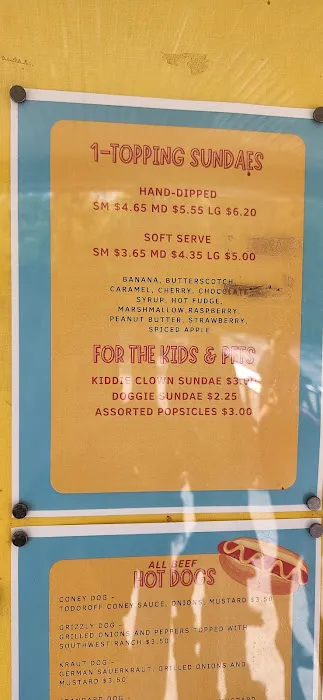 1-TOPPING SUNDAES
HAND-DIPPED
SM $4.65 MD $5.55 LG $6.20
SOFT SERVE
SM $3.65 MD $4.35 LG $5.00
BANANA, BUTTERSCOTCH,
CARAMEL, CHERRY, CHOCOLATE
SYRUP, HOT FUDGE,
MARSHMALLOW, RASPBERRY,
PEANUT BUTTER, STRAWBERRY,
SPICED APPLE
FOR THE KIDS & PETS
KIDDIE CLOWN SUNDAE
DOGGIE SUNDAE $2.25
ASSORTED POPSICLES $3.00
ALL BEEF
HOT DOGS
CONEY DOG -
TODOROFF CONEY SAUCE, ONIONS, MUSTARD $3.50
GRIZZLY DOG -
GRILLED ONIONS AND PEPPERS TOPPED WITH
SOUTHWEST RANCH $3.50
KRAUT DOG -
GERMAN SAUERKRAUT, GRILLED ONIONS AND
MUSTARD $3.50
STANDARD DOG -